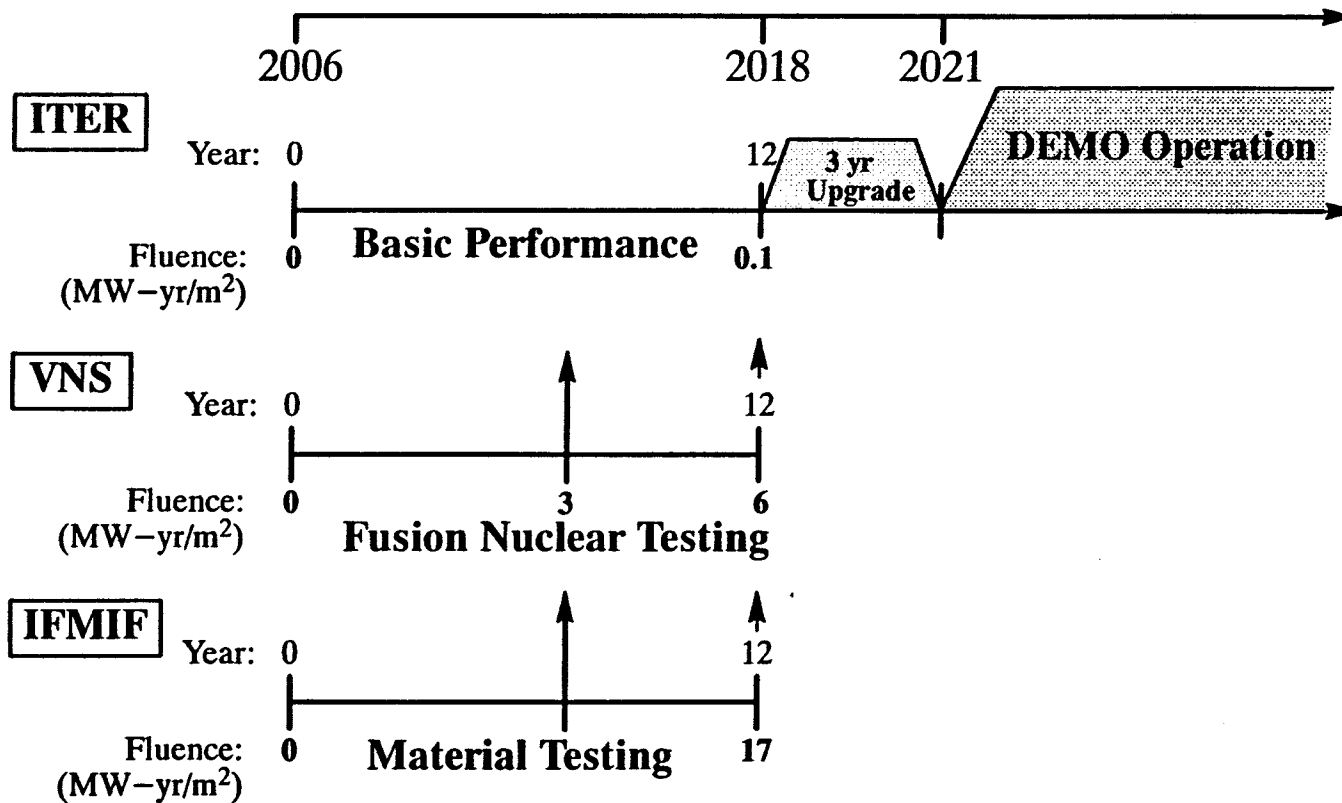 2006 2018 2021
ITER
Year: 0 12
3 yr
Upgrade
DEMO Operation
Basic Performance
Fluence: 0 0.1
(MW−yr/m²)
VNS
Year: 0 12
Fluence: 0 3 6
(MW−yr/m²)
Fusion Nuclear Testing
IFMIF
Year: 0 12
Fluence: 0 17
(MW−yr/m²)
Material Testing